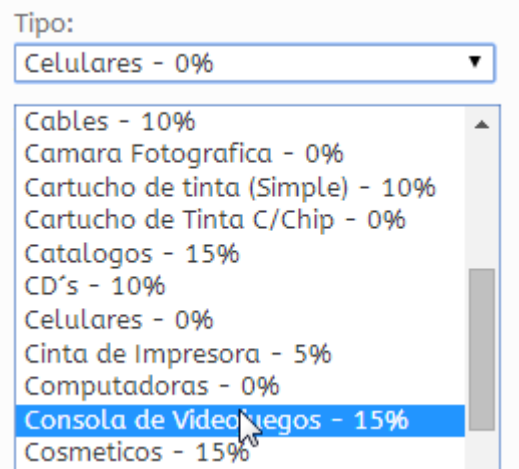 Tipo:
Celulares - 0%
Cables - 10%
Camara Fotografica - 0%
Cartucho de tinta (Simple) - 10%
Cartucho de Tinta C/Chip - 0%
Catalogos - 15%
CD´s - 10%
Celulares - 0%
Cinta de Impresora - 5%
Computadoras - 0%
Consola de Videojuegos - 15%
Cosmeticos - 15%